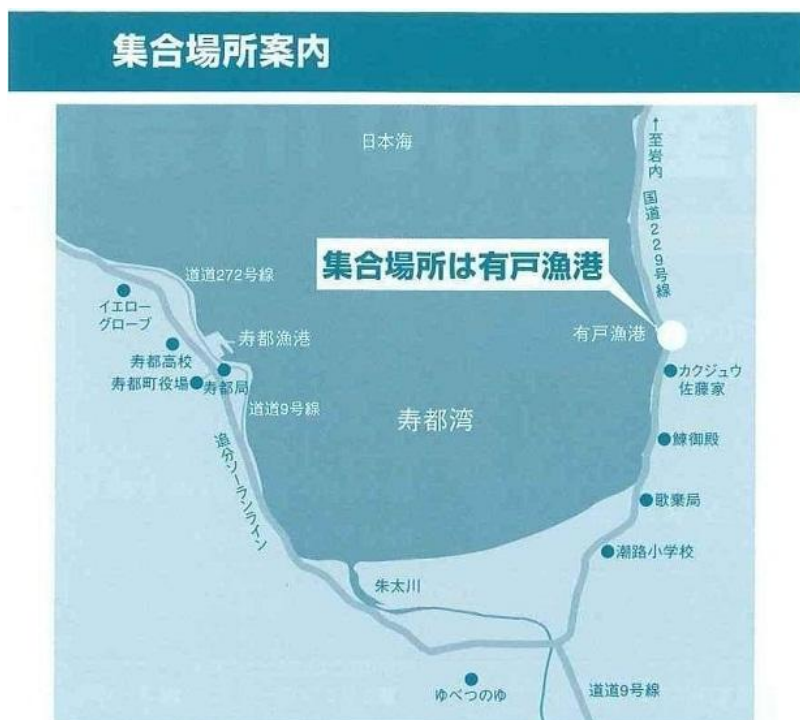 集合場所案内
日本海
↑至岩内
国道229号線
集合場所は有戸漁港
道道272号線
イエロー
グローブ
寿都漁港
有戸漁港
寿都高校
寿都町役場
寿都局
カクジュウ
佐藤家
道道9号線
寿都湾
鰊御殿
追分ソーランライン
歌棄局
潮路小学校
朱太川
ゆべつのゆ
道道9号線